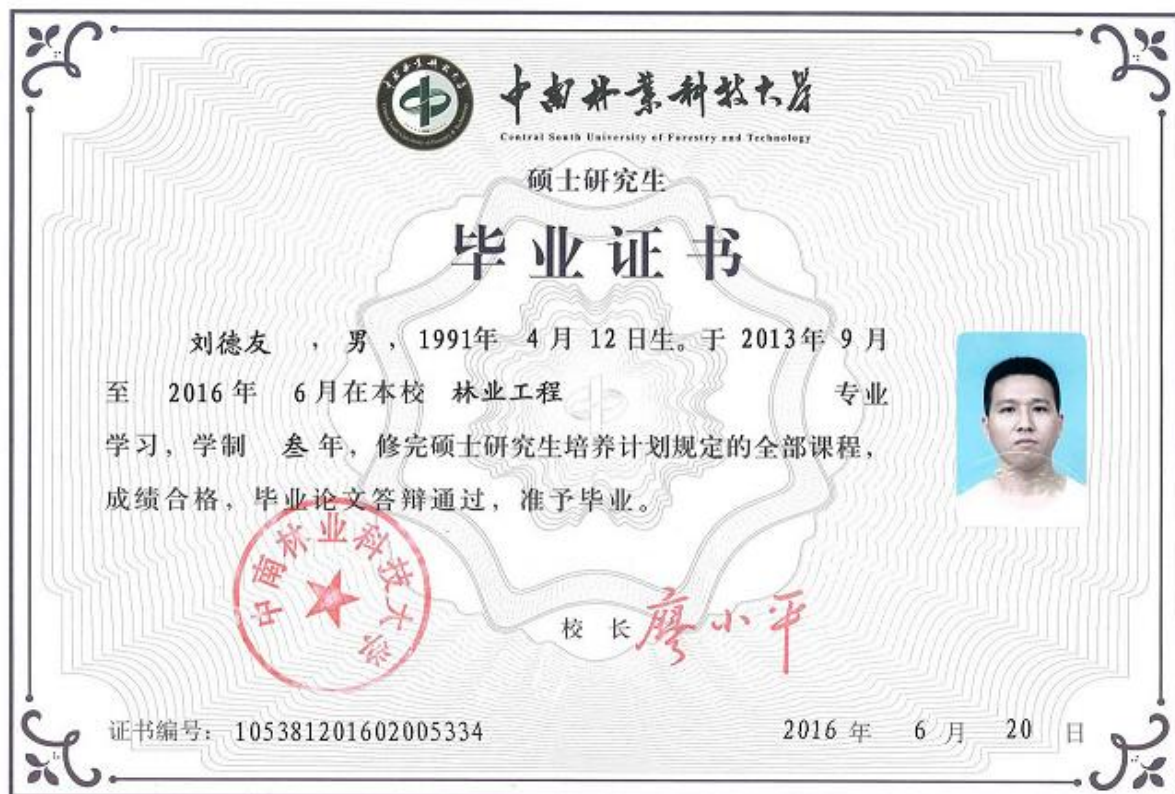 中南林业科技大学
Central South University of Forestry and Technology
硕士研究生
毕业证书
刘德友 ，男，1991年 4月 12日生。于 2013年 9月
至 2016年 6月在本校 林业工程 专业
学习，学制 叁年，修完硕士研究生培养计划规定的全部课程，
成绩合格，毕业论文答辩通过，准予毕业。
中南林业科技大学
校 长 廖小平
证书编号：105381201602005334 2016年 6月 20日